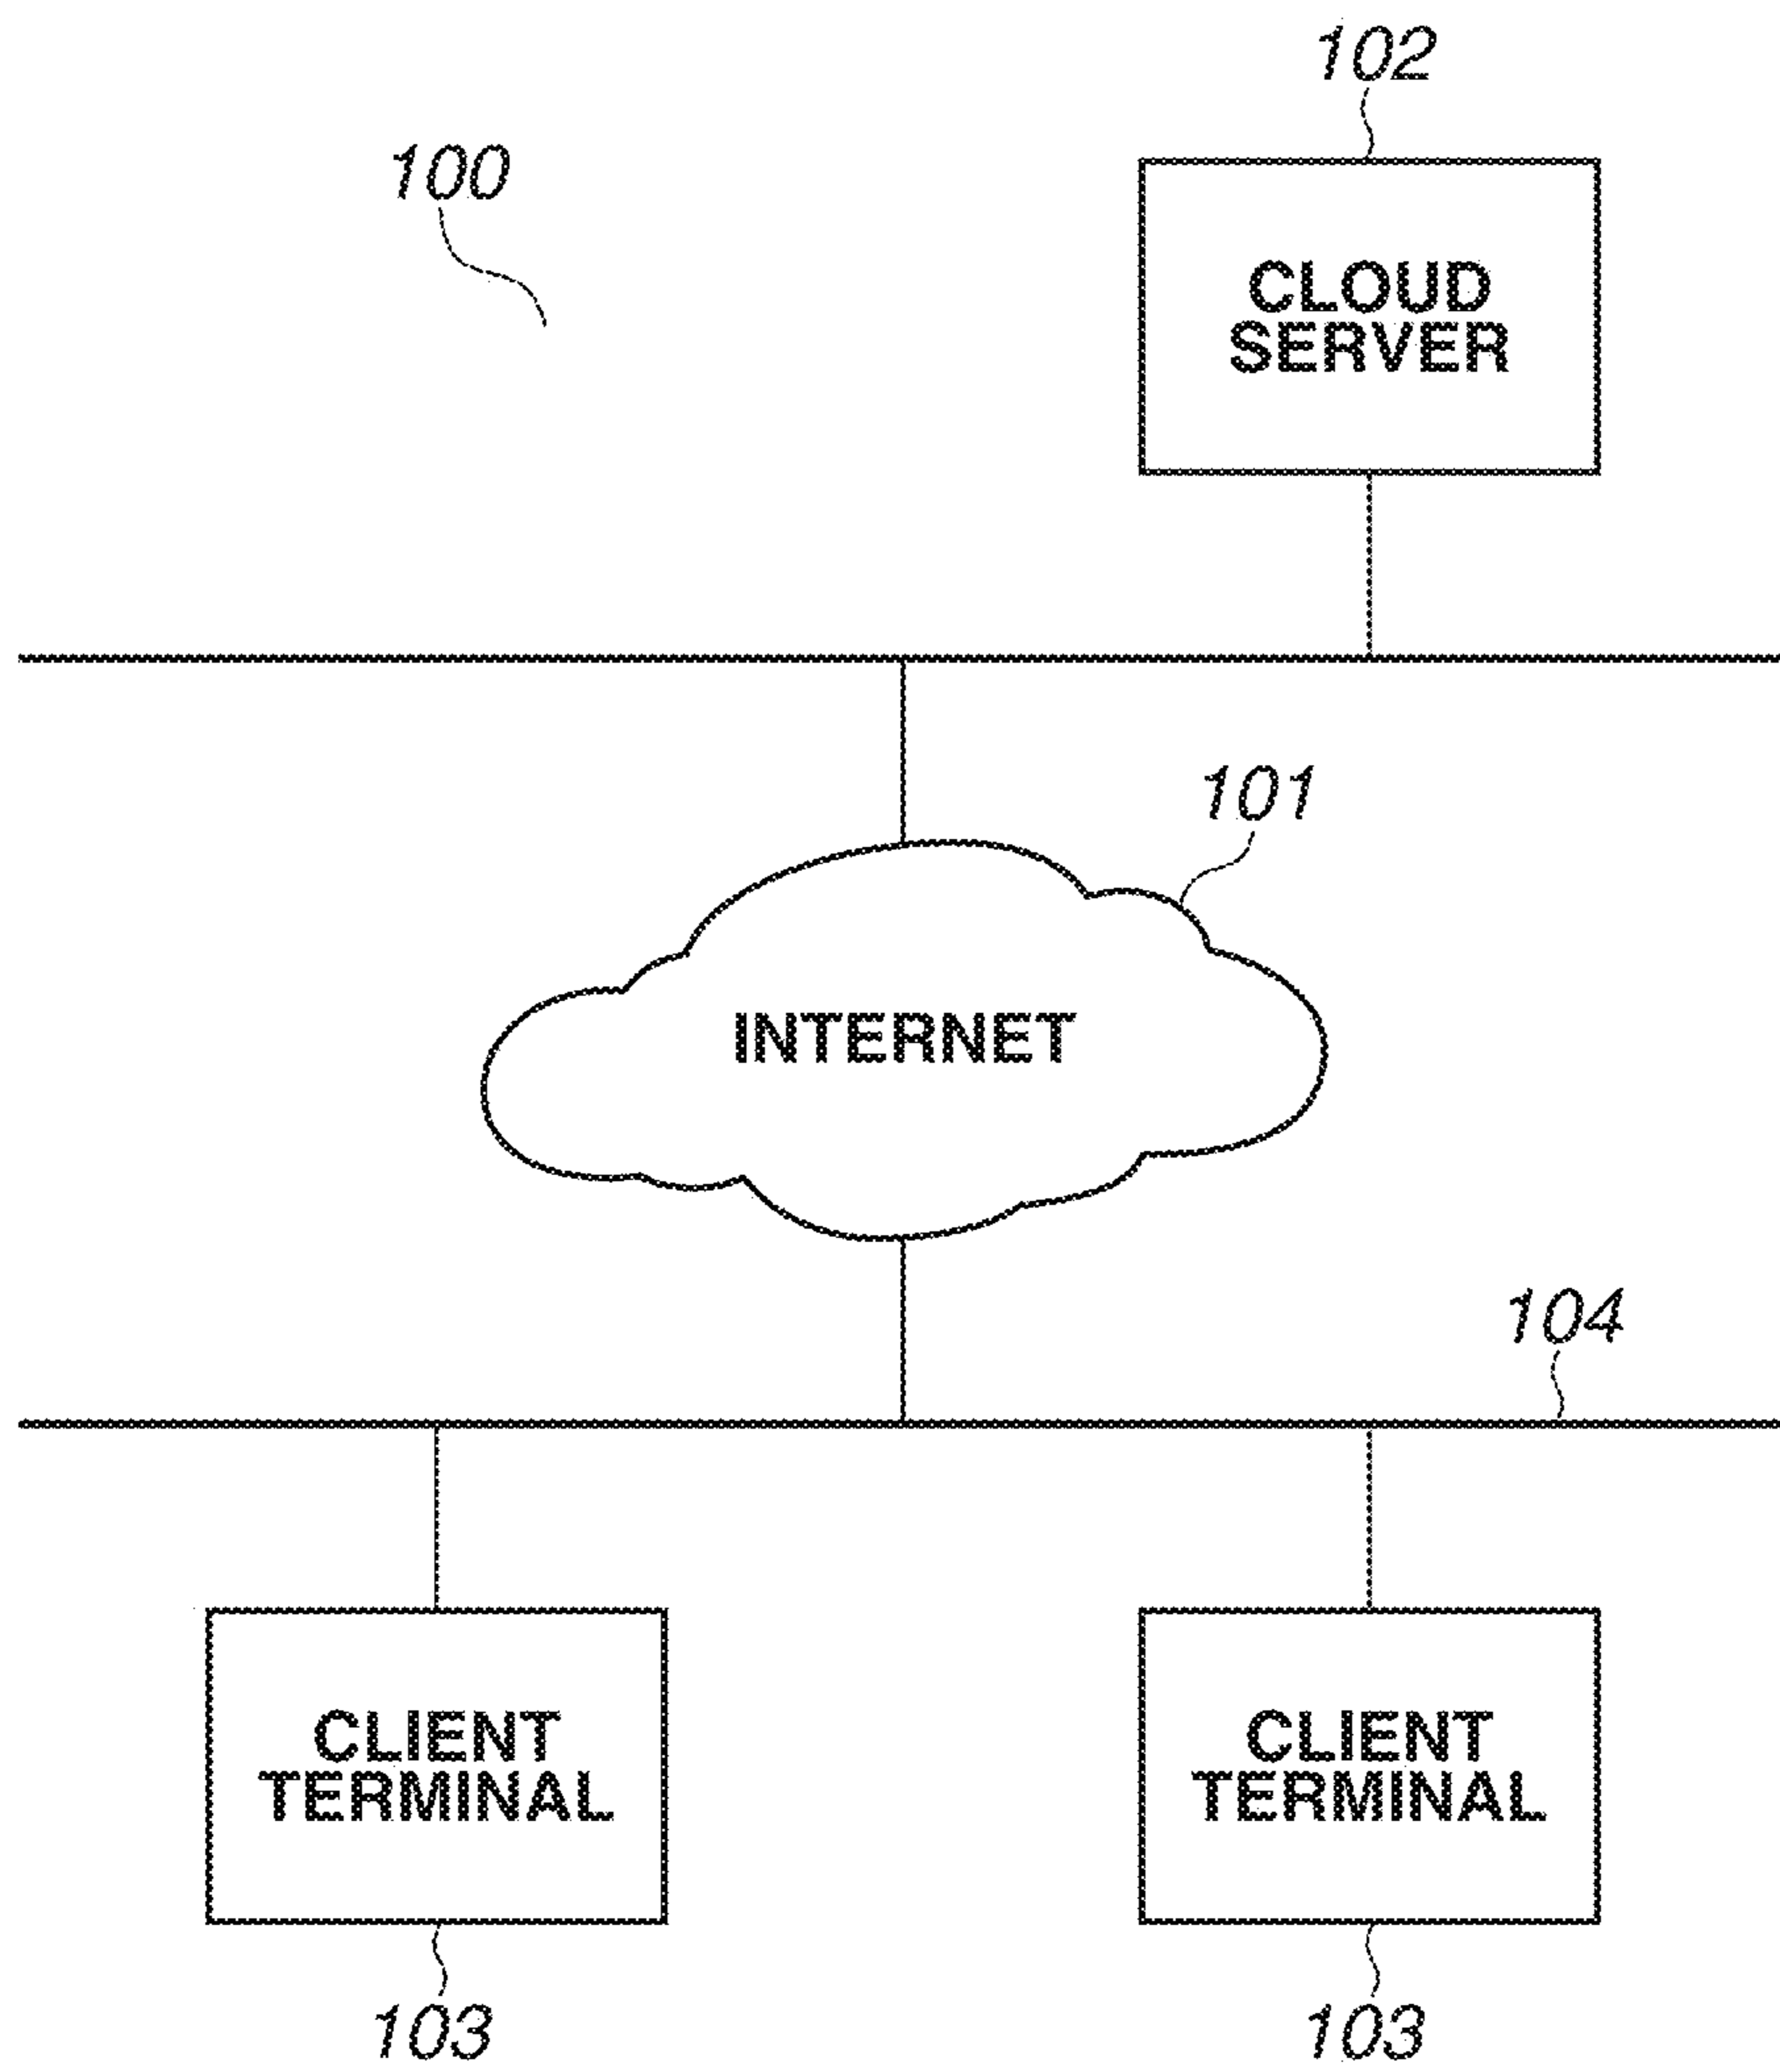 102
100
CLOUD
SERVER
101
INTERNET
104
CLIENT
TERMINAL
CLIENT
TERMINAL
103
103